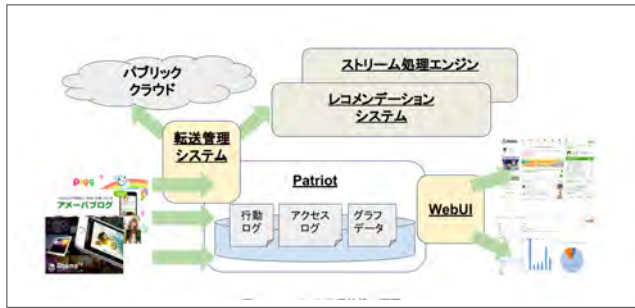 パブリック
クラウド
ストリーム処理エンジン
レコメンデーション
システム
転送管理
システム
Patriot
WebUI
行動
ログ
アクセス
ログ
グラフ
データ
アメーバブログ